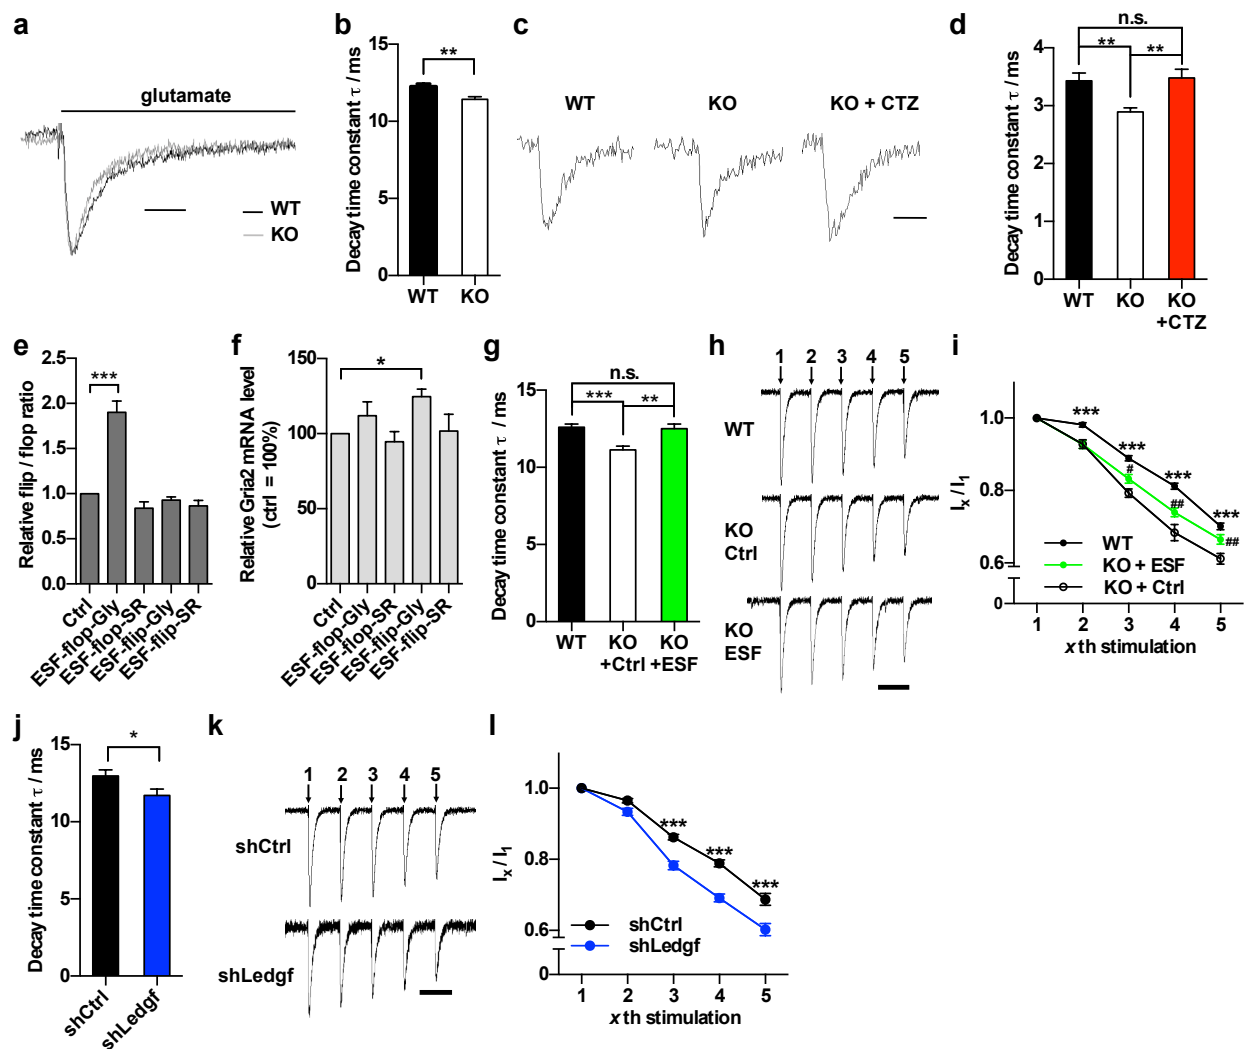 a
glutamate
WT
KO
b
Decay time constant τ / ms
15
10
5
0
**
WT
KO
c
WT
KO
KO + CTZ
d
Decay time constant τ / ms
n.s.
**
**
4
3
4
0
WT
KO
KO
+CTZ
e
Relative flip / flop ratio
2.5
2.0
1.5
1.0
0.5
0.0
***
Ctrl
ESF-flop-Gly
ESF-flop-SR
ESF-flip-Gly
ESF-flip-SR
f
Relative Gria2 mRNA level
(ctrl = 100%)
150
100
50
0
*
Ctrl
ESF-flop-Gly
ESF-flop-SR
ESF-flip-Gly
ESF-flip-SR
g
Decay time constant τ / ms
15
10
5
0
n.s.
***
**
WT
KO
KO
+Ctrl
+ESF
h
1 2 3 4 5
WT
KO
Ctrl
KO
ESF
i
Ix / I1
1.0
0.8
0.6
0
***
***
***
***
#
##
##
WT
KO + ESF
KO + Ctrl
1 2 3 4 5
x th stimulation
j
Decay time constant τ / ms
15
10
5
0
*
shCtrl
shLedgf
k
1 2 3 4 5
shCtrl
shLedgf
l
Ix / I1
1.0
0.8
0.6
0
***
***
***
shCtrl
shLedgf
1 2 3 4 5
x th stimulation